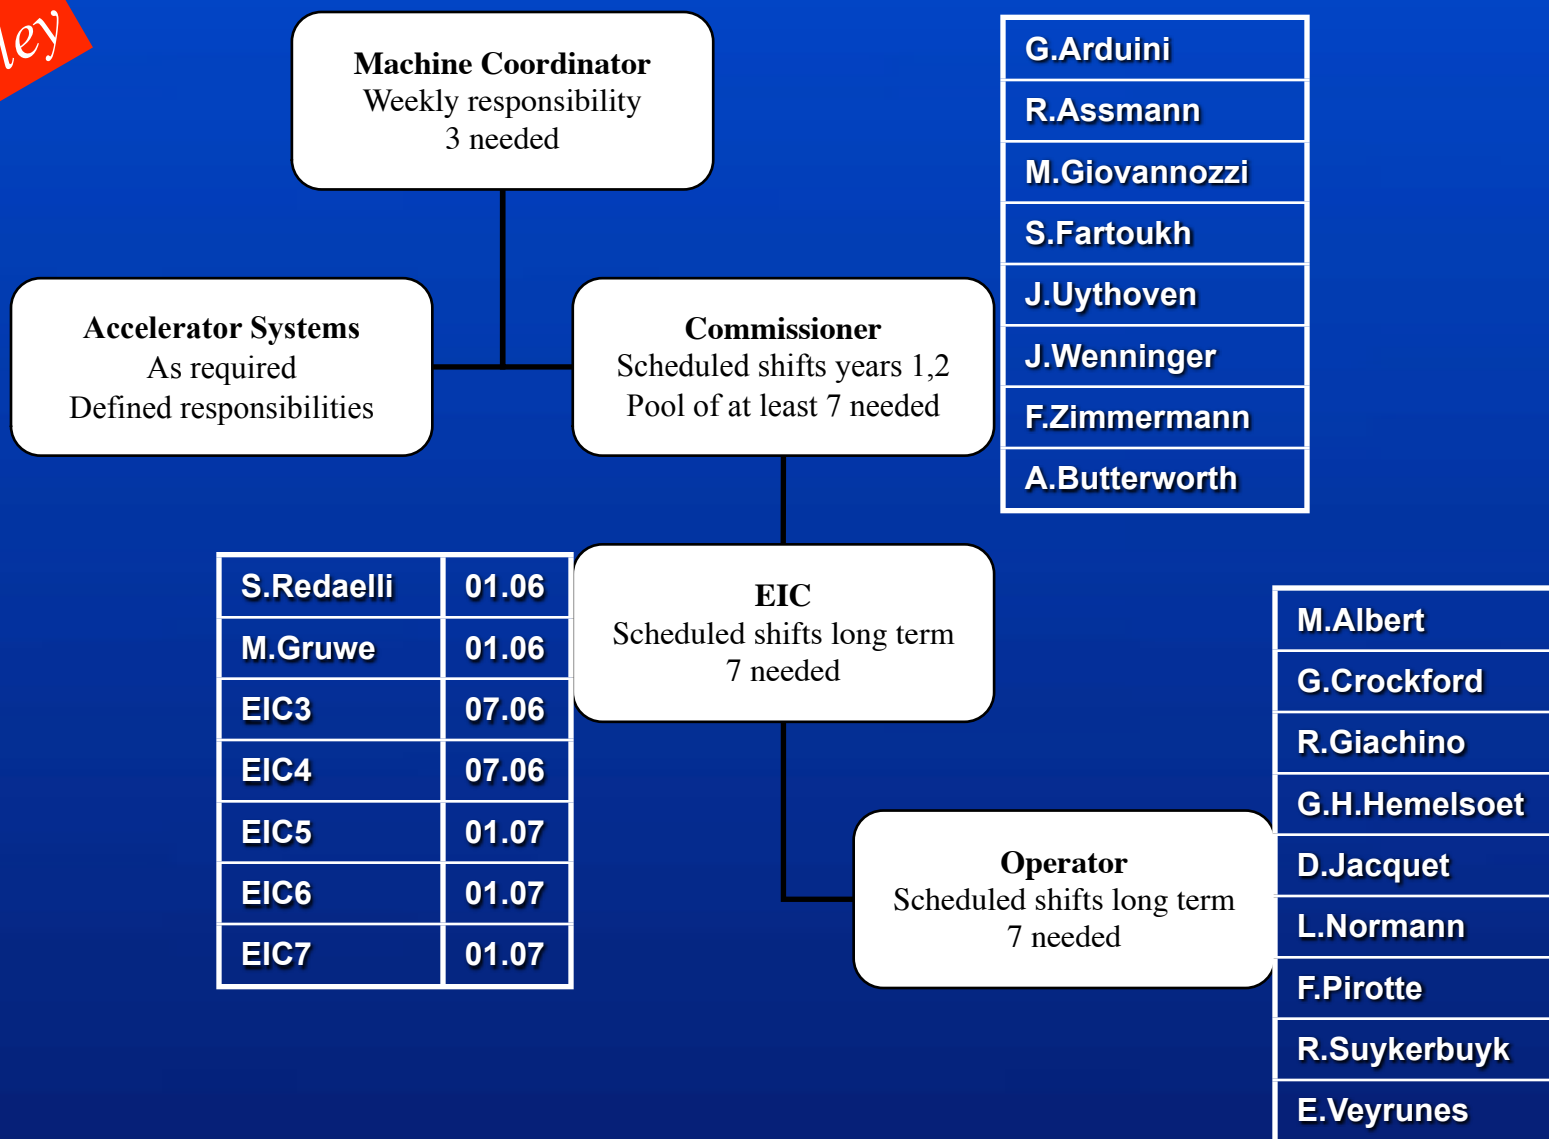 Machine Coordinator
Weekly responsibility
3 needed
Accelerator Systems
As required
Defined responsibilities
Commissioner
Scheduled shifts years 1,2
Pool of at least 7 needed
G.Arduini
R.Assmann
M.Giovannozzi
S.Fartoukh
J.Uythoven
J.Wenninger
F.Zimmermann
A.Butterworth
S.Redaelli 01.06
M.Gruwe 01.06
EIC3 07.06
EIC4 07.06
EIC5 01.07
EIC6 01.07
EIC7 01.07
EIC
Scheduled shifts long term
7 needed
Operator
Scheduled shifts long term
7 needed
M.Albert
G.Crockford
R.Giachino
G.H.Hemelsoet
D.Jacquet
L.Normann
F.Pirotte
R.Suykerbuyk
E.Veyrunes